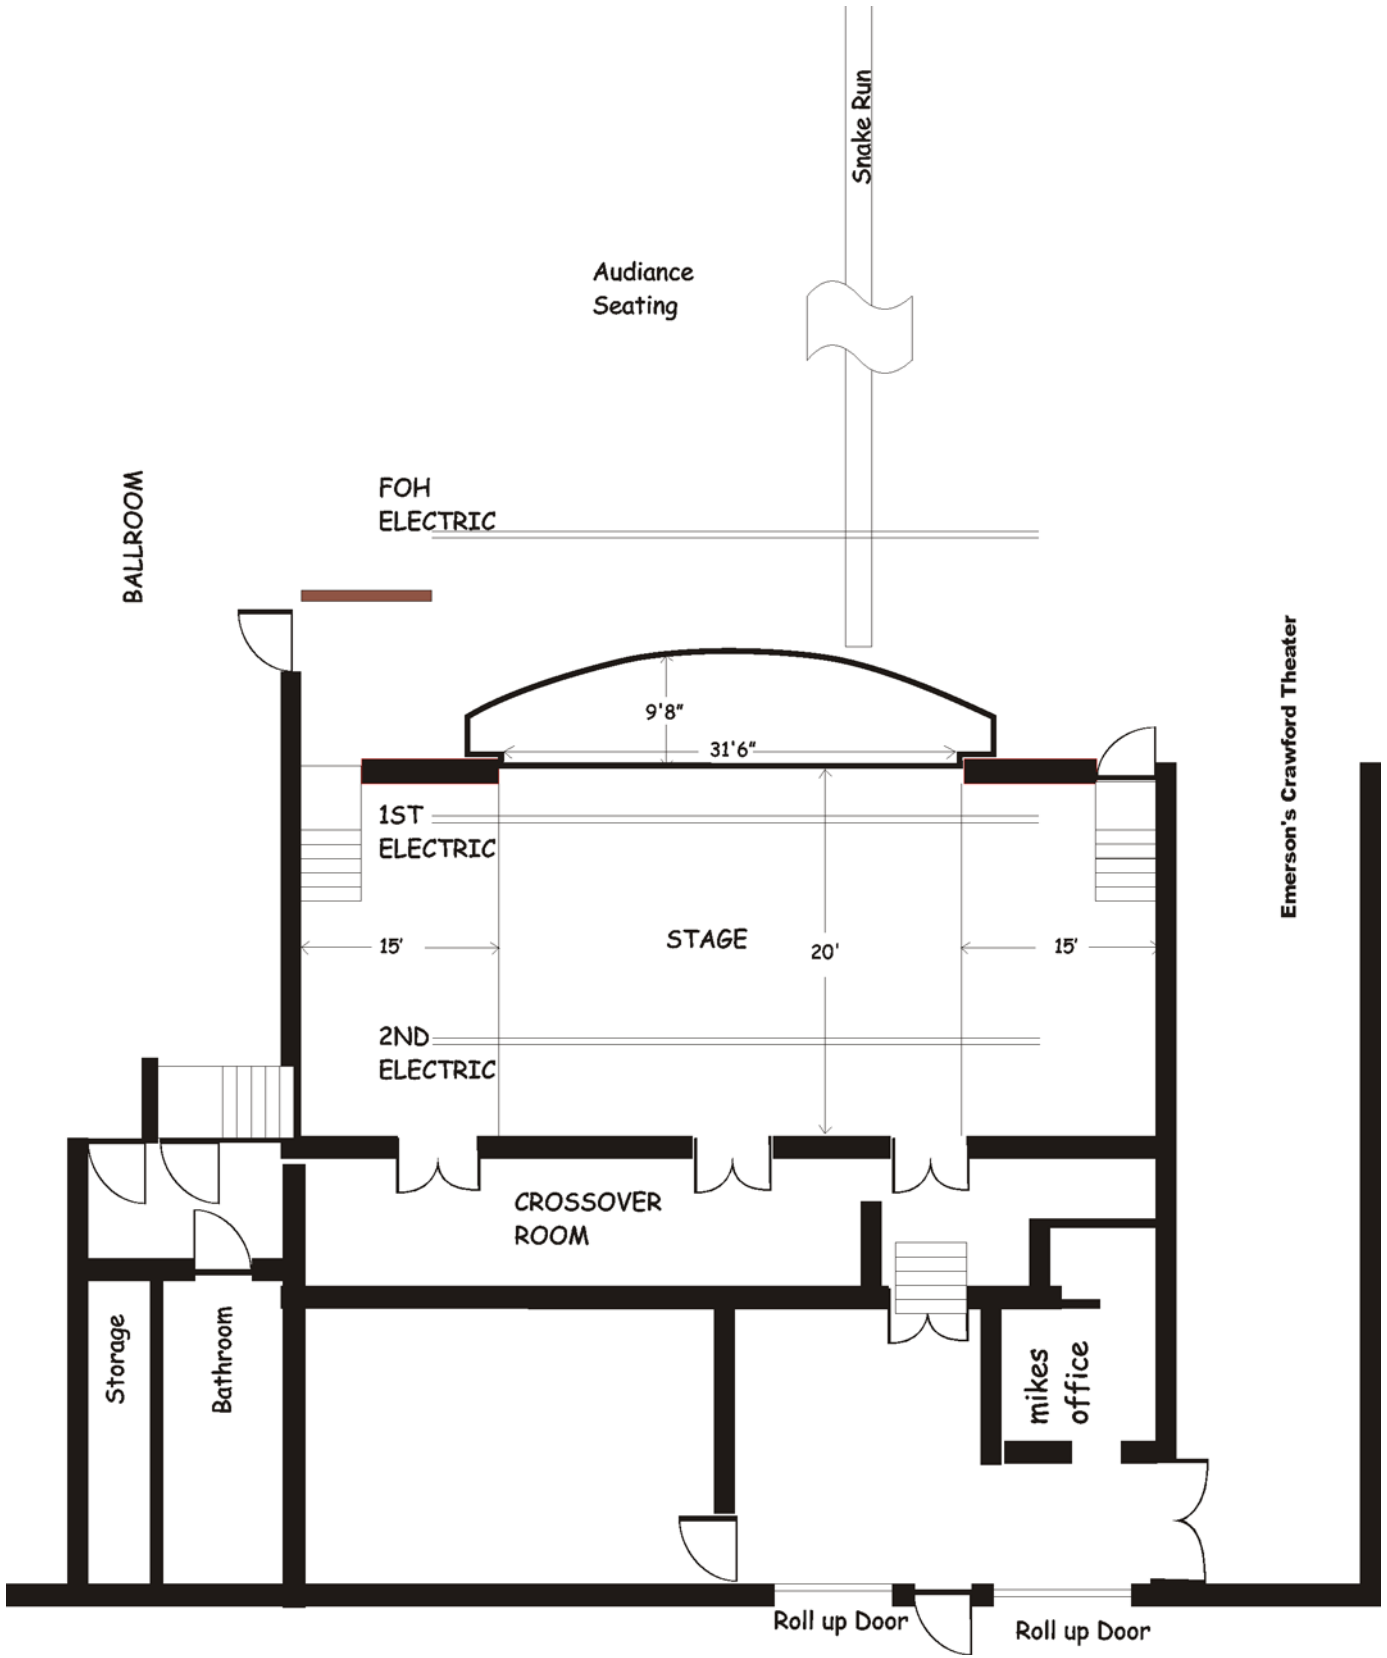 Snake Run
Audiance
Seating
BALLROOM
FOH
ELECTRIC
Emerson's Crawford Theater
9'8"
31'6"
1ST
ELECTRIC
STAGE
15'
20'
15'
2ND
ELECTRIC
CROSSOVER
ROOM
Storage
Bathroom
mikes
office
Roll up Door
Roll up Door